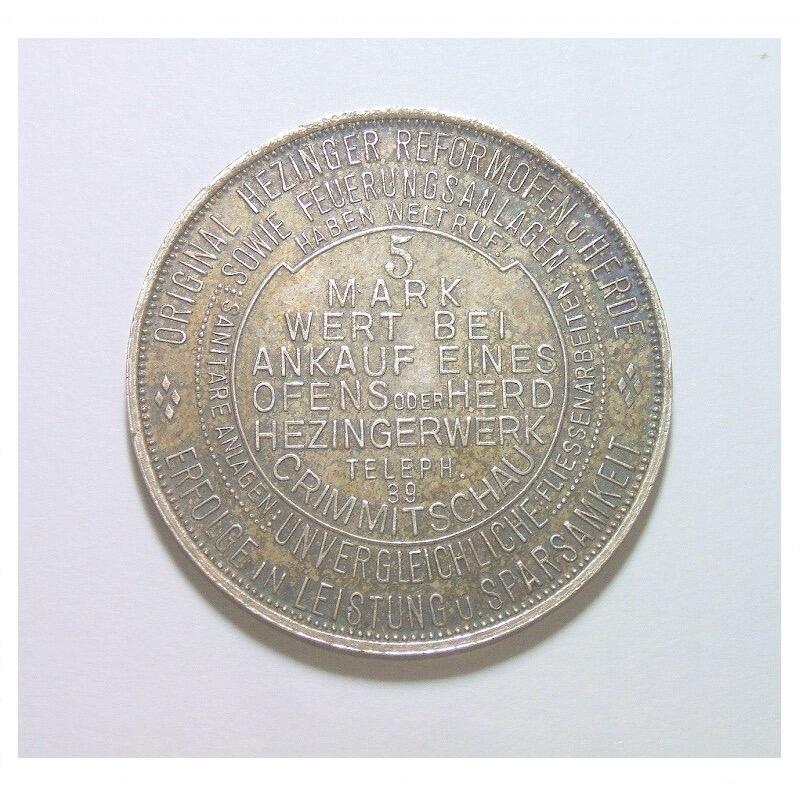 ORIGINAL HEZINGER REFORMOFEN U HERDE
SOWIE FEUERUNGSANLAGEN
HABEN WELTRUF!
5
MARK
WERT BEI
ANKAUF EINES
OFENS ODER HERD
HEZINGERWERK
TELEPH.
39
CRIMMITSCHAU
SANITÄRE ANLAGEN:
FLIESSENARBEITEN
UNVERGLEICHLICHE
ERFOLGE IN LEISTUNG U. SPARSANKEIT